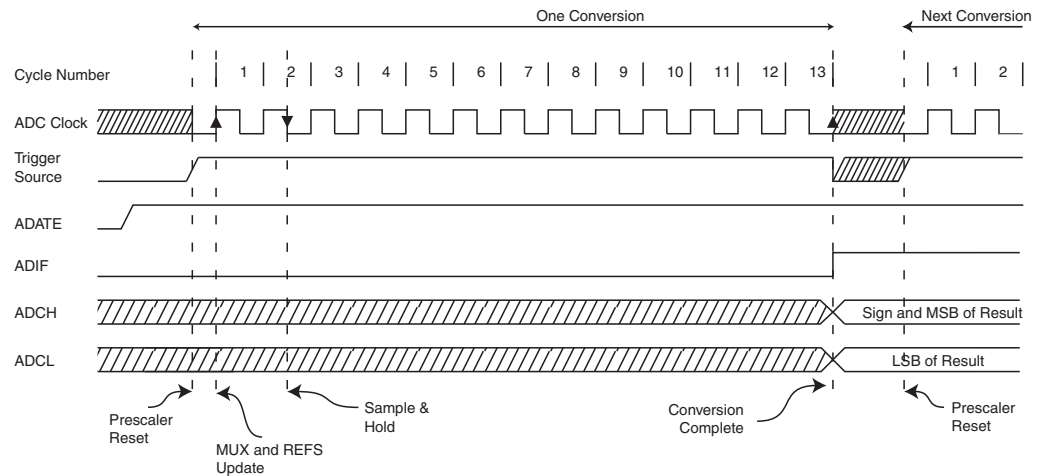 One Conversion
Next Conversion
Cycle Number
1 2 3 4 5 6 7 8 9 10 11 12 13 1 2
ADC Clock
Trigger
Source
ADATE
ADIF
ADCH
Sign and MSB of Result
ADCL
LSB of Result
Prescaler
Reset
MUX and REFS
Update
Sample &
Hold
Conversion
Complete
Prescaler
Reset